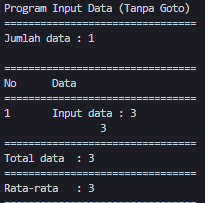 Program Input Data (Tanpa Goto)
================================
Jumlah data : 1
================================
No      Data
================================
1       Input data : 3
                3
================================
Total data  : 3
================================
Rata-rata   : 3
================================